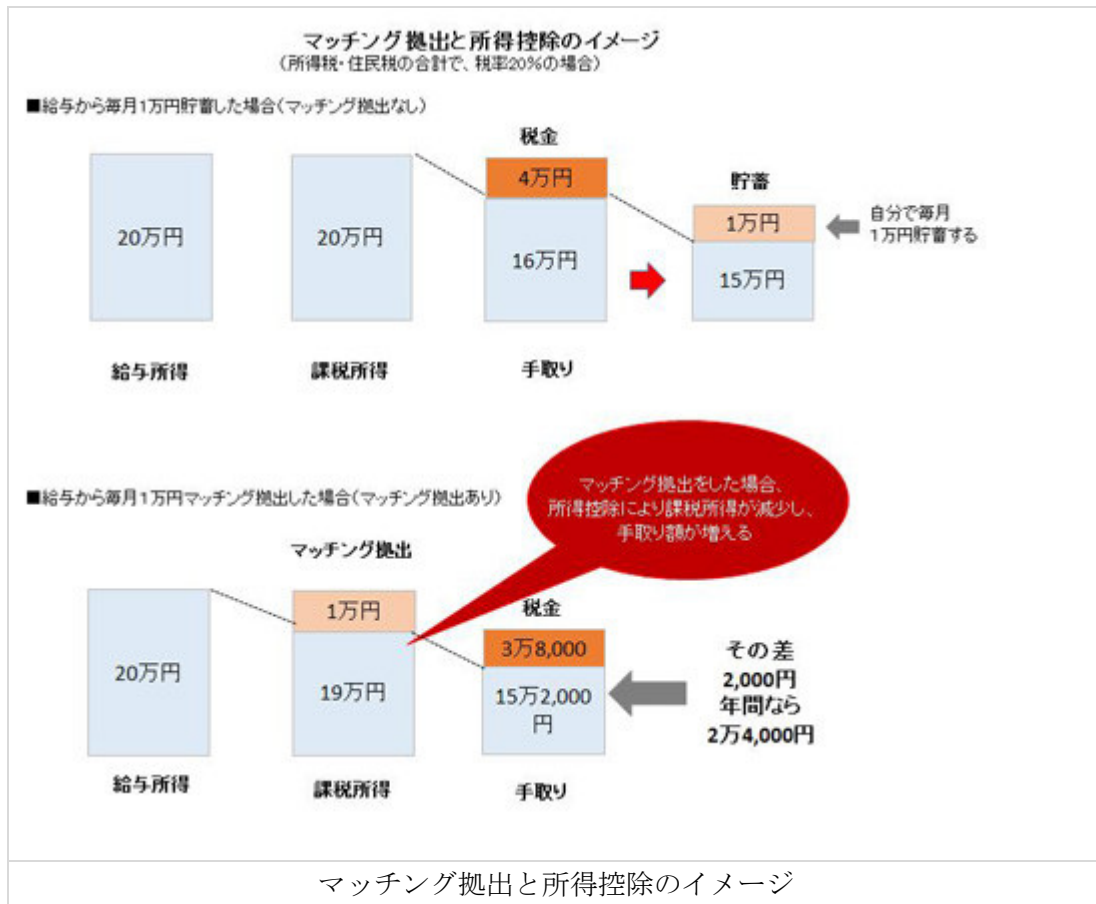 マッチング拠出と所得控除のイメージ
(所得税・住民税の合計で、税率20%の場合)
■給与から毎月1万円貯蓄した場合(マッチング拠出なし)
税金
4万円
貯蓄
20万円
20万円
16万円
1万円
15万円
自分で毎月
1万円貯蓄する
給与所得
課税所得
手取り
マッチング拠出をした場合、
所得控除により課税所得が減少し、
手取り額が増える
■給与から毎月1万円マッチング拠出した場合(マッチング拠出あり)
マッチング拠出
1万円
税金
3万8,000
20万円
19万円
15万2,000
円
その差
2,000円
年間なら
2万4,000円
給与所得
課税所得
手取り
マッチング拠出と所得控除のイメージ